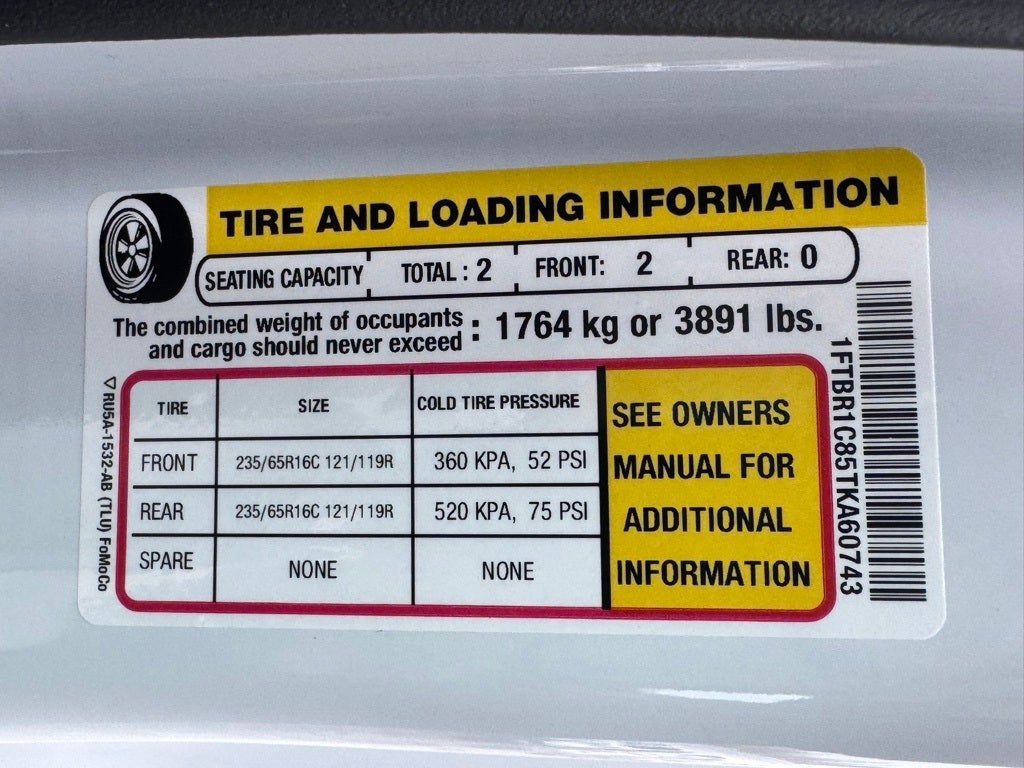 TIRE AND LOADING INFORMATION
SEATING CAPACITY TOTAL : 2 FRONT: 2 REAR: 0
The combined weight of occupants
and cargo should never exceed : 1764 kg or 3891 lbs.
TIRE SIZE COLD TIRE PRESSURE
FRONT 235/65R16C 121/119R 360 KPA, 52 PSI
REAR 235/65R16C 121/119R 520 KPA, 75 PSI
SPARE NONE NONE
SEE OWNERS
MANUAL FOR
ADDITIONAL
INFORMATION
▽RU5A-1532-AB (TLU) FoMoCo
1FTBR1C85TKA60743